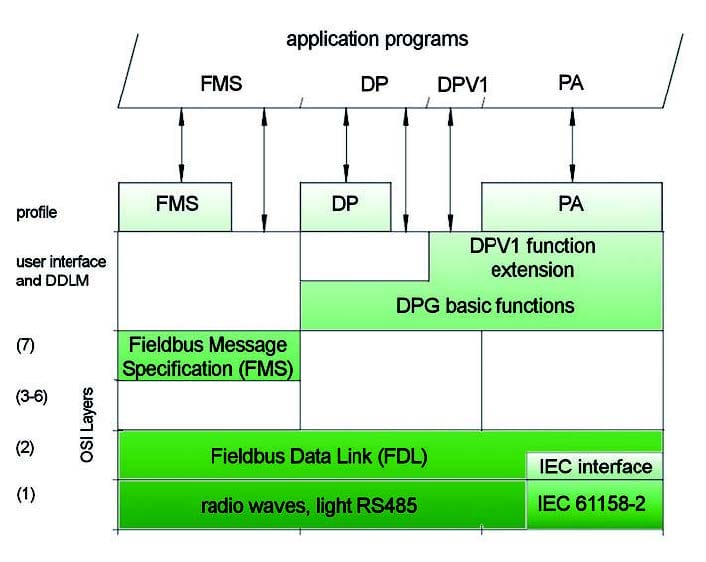 application programs
FMS DP DPV1 PA
profile FMS DP PA
user interface
and DDLM
DPV1 function
extension
DPG basic functions
(7)
Fieldbus Message
Specification (FMS)
(3-6)
OSI Layers
(2)
Fieldbus Data Link (FDL)
IEC interface
(1)
radio waves, light RS485
IEC 61158-2